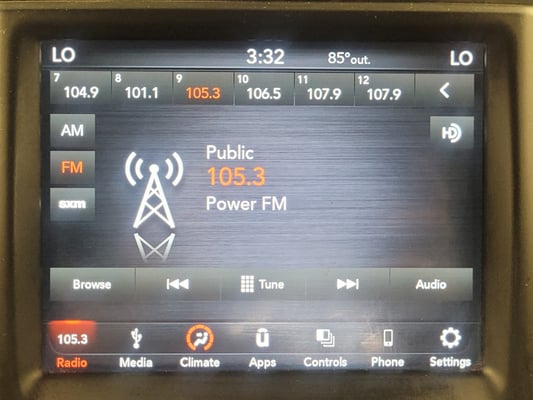 LO 3:32 85°out. LO
7 8 9 10 11 12
104.9 101.1 105.3 106.5 107.9 107.9
AM
HD
Public
FM
105.3
sxm
Power FM
Browse Tune Audio
105.3
Radio Media Climate Apps Controls Phone Settings